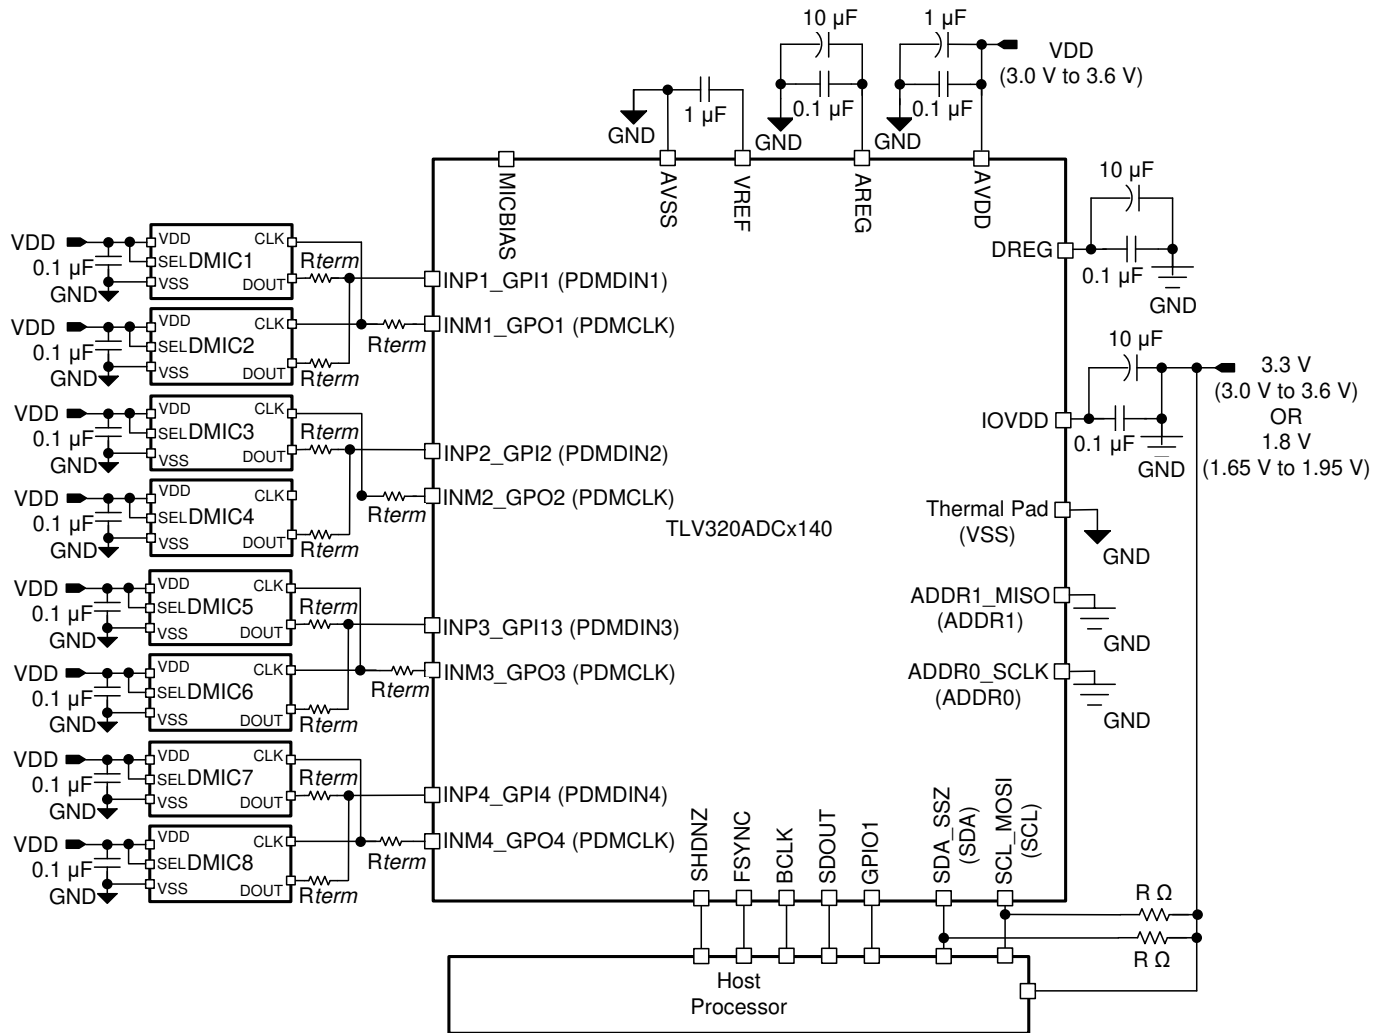 10 µF
1 µF
VDD
(3.0 V to 3.6 V)
0.1 µF
0.1 µF
1 µF
GND
GND
GND
MICBIAS
AVSS
VREF
AREG
AVDD
10 µF
DREG
0.1 µF
GND
VDD
0.1 µF
GND
VDD
SEL
VSS
DMIC1
CLK
DOUT
Rterm
INP1_GPI1 (PDMDIN1)
VDD
0.1 µF
GND
VDD
SEL
VSS
DMIC2
CLK
DOUT
Rterm
Rterm
INM1_GPO1 (PDMCLK)
10 µF
3.3 V
(3.0 V to 3.6 V)
OR
1.8 V
(1.65 V to 1.95 V)
IOVDD
0.1 µF
GND
VDD
0.1 µF
GND
VDD
SEL
VSS
DMIC3
CLK
DOUT
Rterm
INP2_GPI2 (PDMDIN2)
VDD
0.1 µF
GND
VDD
SEL
VSS
DMIC4
CLK
DOUT
Rterm
Rterm
INM2_GPO2 (PDMCLK)
TLV320ADCx140
Thermal Pad
(VSS)
GND
VDD
0.1 µF
GND
VDD
SEL
VSS
DMIC5
CLK
DOUT
Rterm
INP3_GPI13 (PDMDIN3)
ADDR1_MISO
(ADDR1)
GND
VDD
0.1 µF
GND
VDD
SEL
VSS
DMIC6
CLK
DOUT
Rterm
Rterm
INM3_GPO3 (PDMCLK)
ADDR0_SCLK
(ADDR0)
GND
VDD
0.1 µF
GND
VDD
SEL
VSS
DMIC7
CLK
DOUT
Rterm
INP4_GPI4 (PDMDIN4)
VDD
0.1 µF
GND
VDD
SEL
VSS
DMIC8
CLK
DOUT
Rterm
Rterm
INM4_GPO4 (PDMCLK)
SHDNZ
FSYNC
BCLK
SDOUT
GPIO1
SDA_SSZ
(SDA)
SCL_MOSI
(SCL)
R Ω
R Ω
Host
Processor